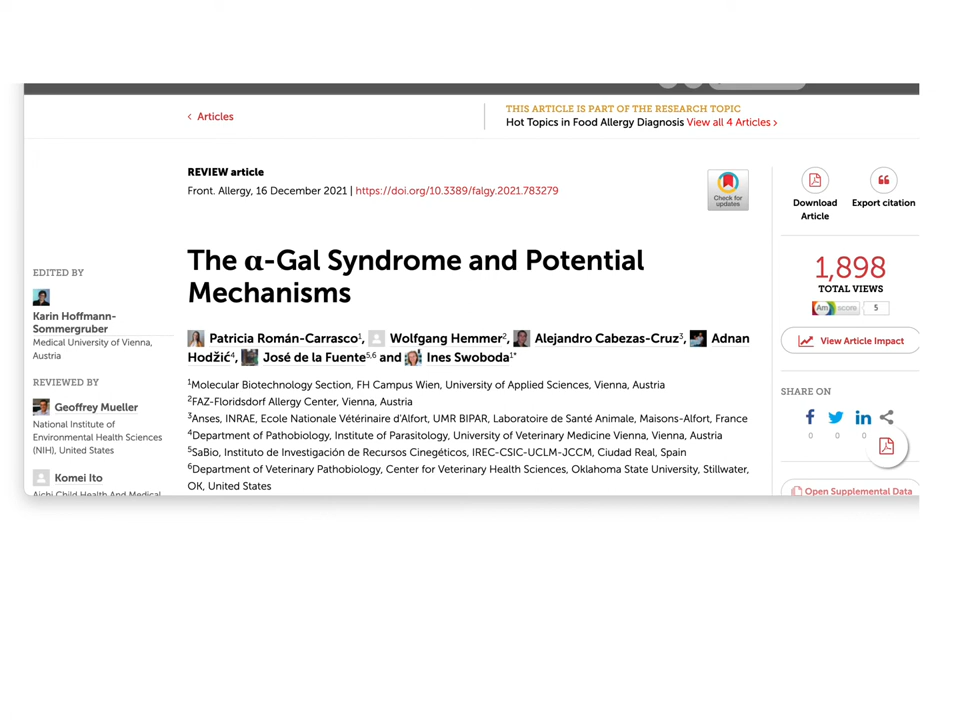 ‹ Articles
THIS ARTICLE IS PART OF THE RESEARCH TOPIC
Hot Topics in Food Allergy Diagnosis View all 4 Articles ›
REVIEW article
Front. Allergy, 16 December 2021 | https://doi.org/10.3389/falgy.2021.783279
Check for
updates
Download
Article
Export citation
The α-Gal Syndrome and Potential
Mechanisms
1,898
TOTAL VIEWS
Am score 5
View Article Impact
EDITED BY
Karin Hoffmann-
Sommergruber
Medical University of Vienna,
Austria
REVIEWED BY
Geoffrey Mueller
National Institute of
Environmental Health Sciences
(NIH), United States
Komei Ito
Aichi Child Health And Medical
Patricia Román-Carrasco1, Wolfgang Hemmer2, Alejandro Cabezas-Cruz3, Adnan
Hodžić4, José de la Fuente5,6 and Ines Swoboda1*
1Molecular Biotechnology Section, FH Campus Wien, University of Applied Sciences, Vienna, Austria
2FAZ-Floridsdorf Allergy Center, Vienna, Austria
3Anses, INRAE, Ecole Nationale Vétérinaire d'Alfort, UMR BIPAR, Laboratoire de Santé Animale, Maisons-Alfort, France
4Department of Pathobiology, Institute of Parasitology, University of Veterinary Medicine Vienna, Vienna, Austria
5SaBio, Instituto de Investigación de Recursos Cinegéticos, IREC-CSIC-UCLM-JCCM, Ciudad Real, Spain
6Department of Veterinary Pathobiology, Center for Veterinary Health Sciences, Oklahoma State University, Stillwater,
OK, United States
SHARE ON
f in
0 0 0
Open Supplemental Data